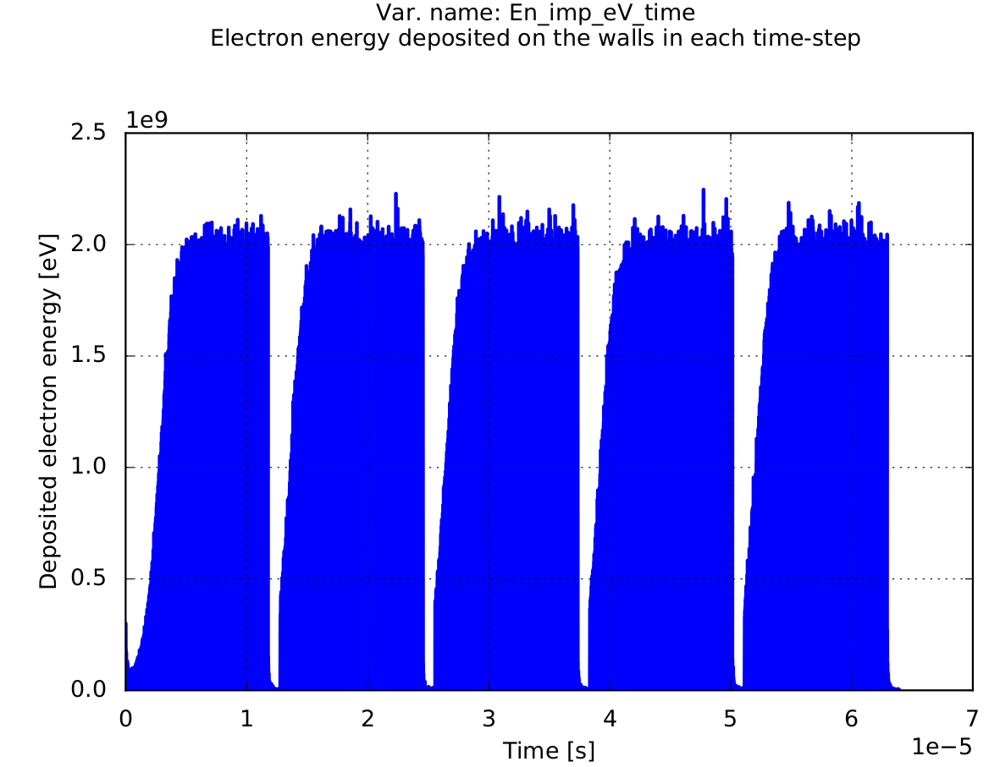 Var. name: En_imp_eV_time
Electron energy deposited on the walls in each time-step
1e9
2.5
2.0
1.5
1.0
0.5
0.0
Deposited electron energy [eV]
0 1 2 3 4 5 6 7
1e−5
Time [s]